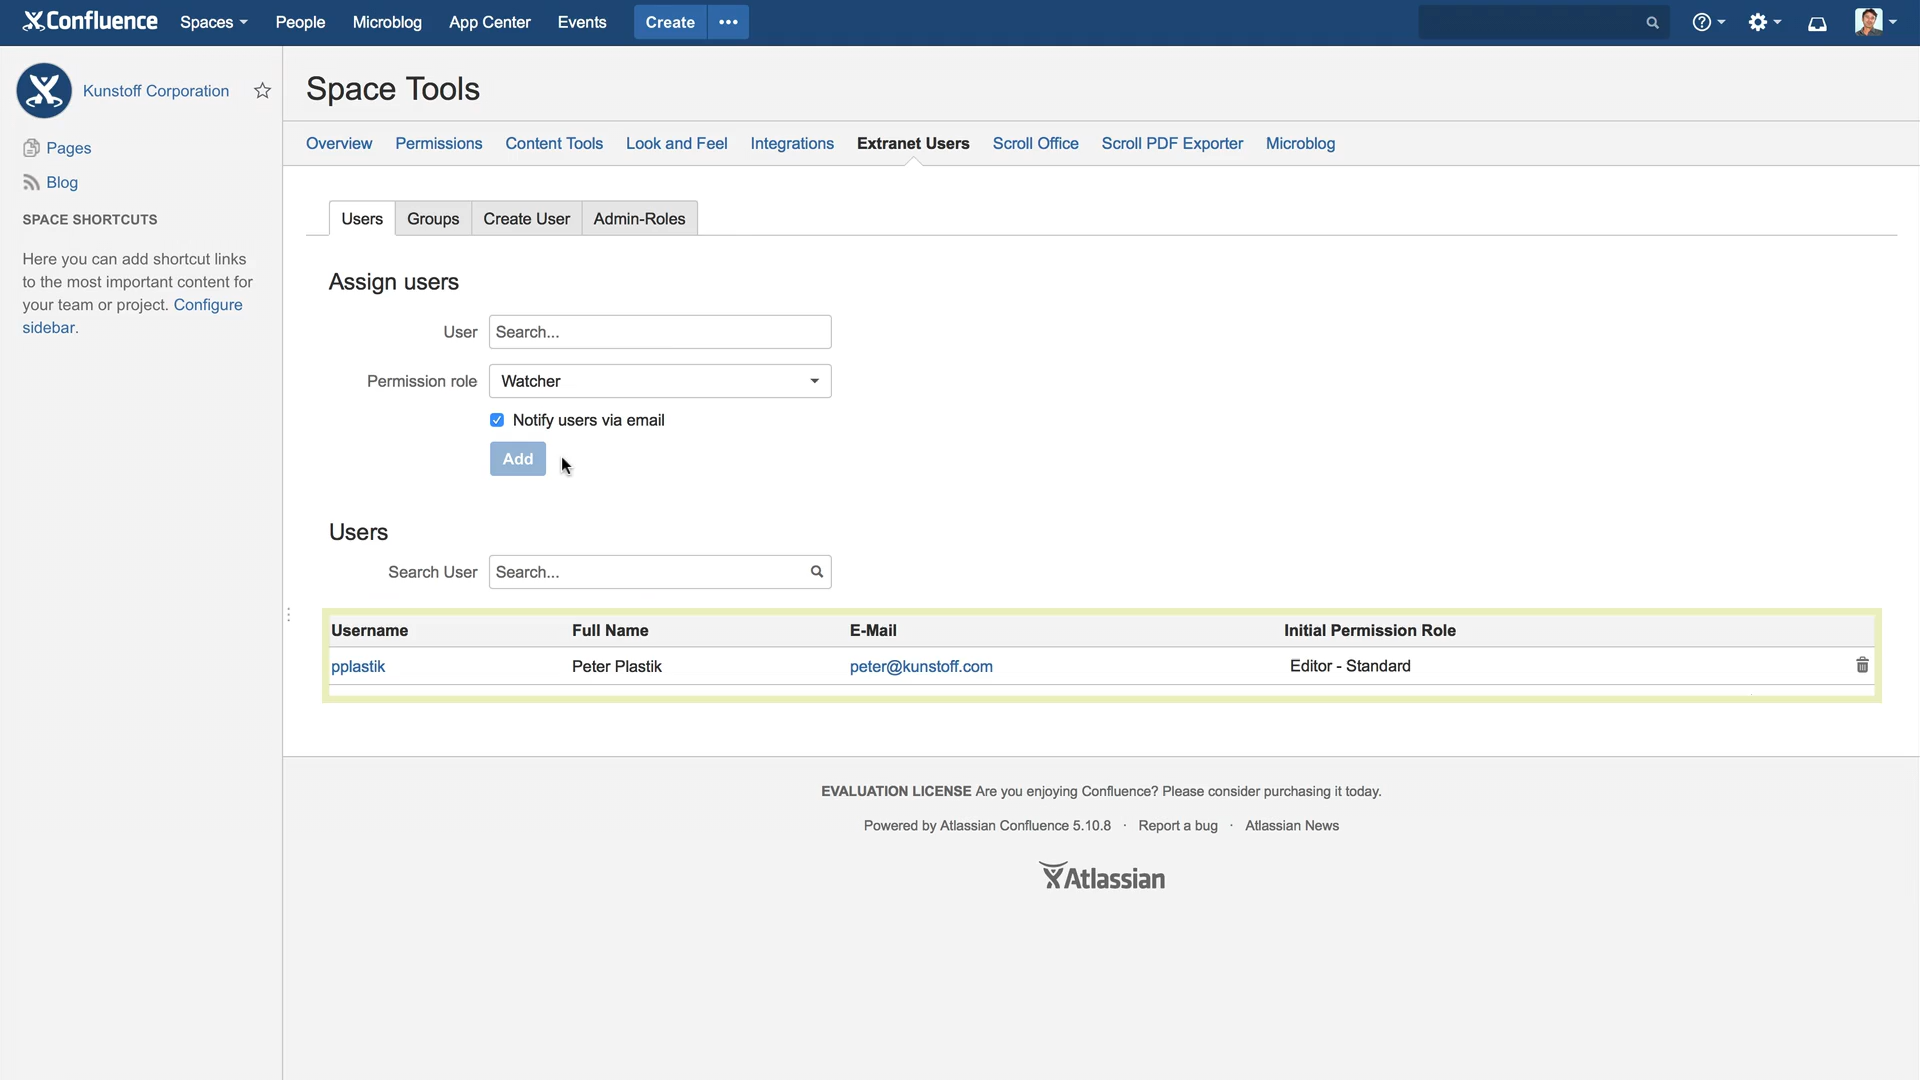 Confluence Spaces People Microblog App Center Events Create
Kunstoff Corporation
Pages
Blog
SPACE SHORTCUTS
Here you can add shortcut links
to the most important content for
your team or project. Configure
sidebar.
Space Tools
Overview Permissions Content Tools Look and Feel Integrations Extranet Users Scroll Office Scroll PDF Exporter Microblog
Users Groups Create User Admin-Roles
Assign users
User Search...
Permission role Watcher
Notify users via email
Add
Users
Search User Search...
Username Full Name E-Mail Initial Permission Role
pplastik Peter Plastik peter@kunstoff.com Editor - Standard
EVALUATION LICENSE Are you enjoying Confluence? Please consider purchasing it today.
Powered by Atlassian Confluence 5.10.8 · Report a bug · Atlassian News
Atlassian